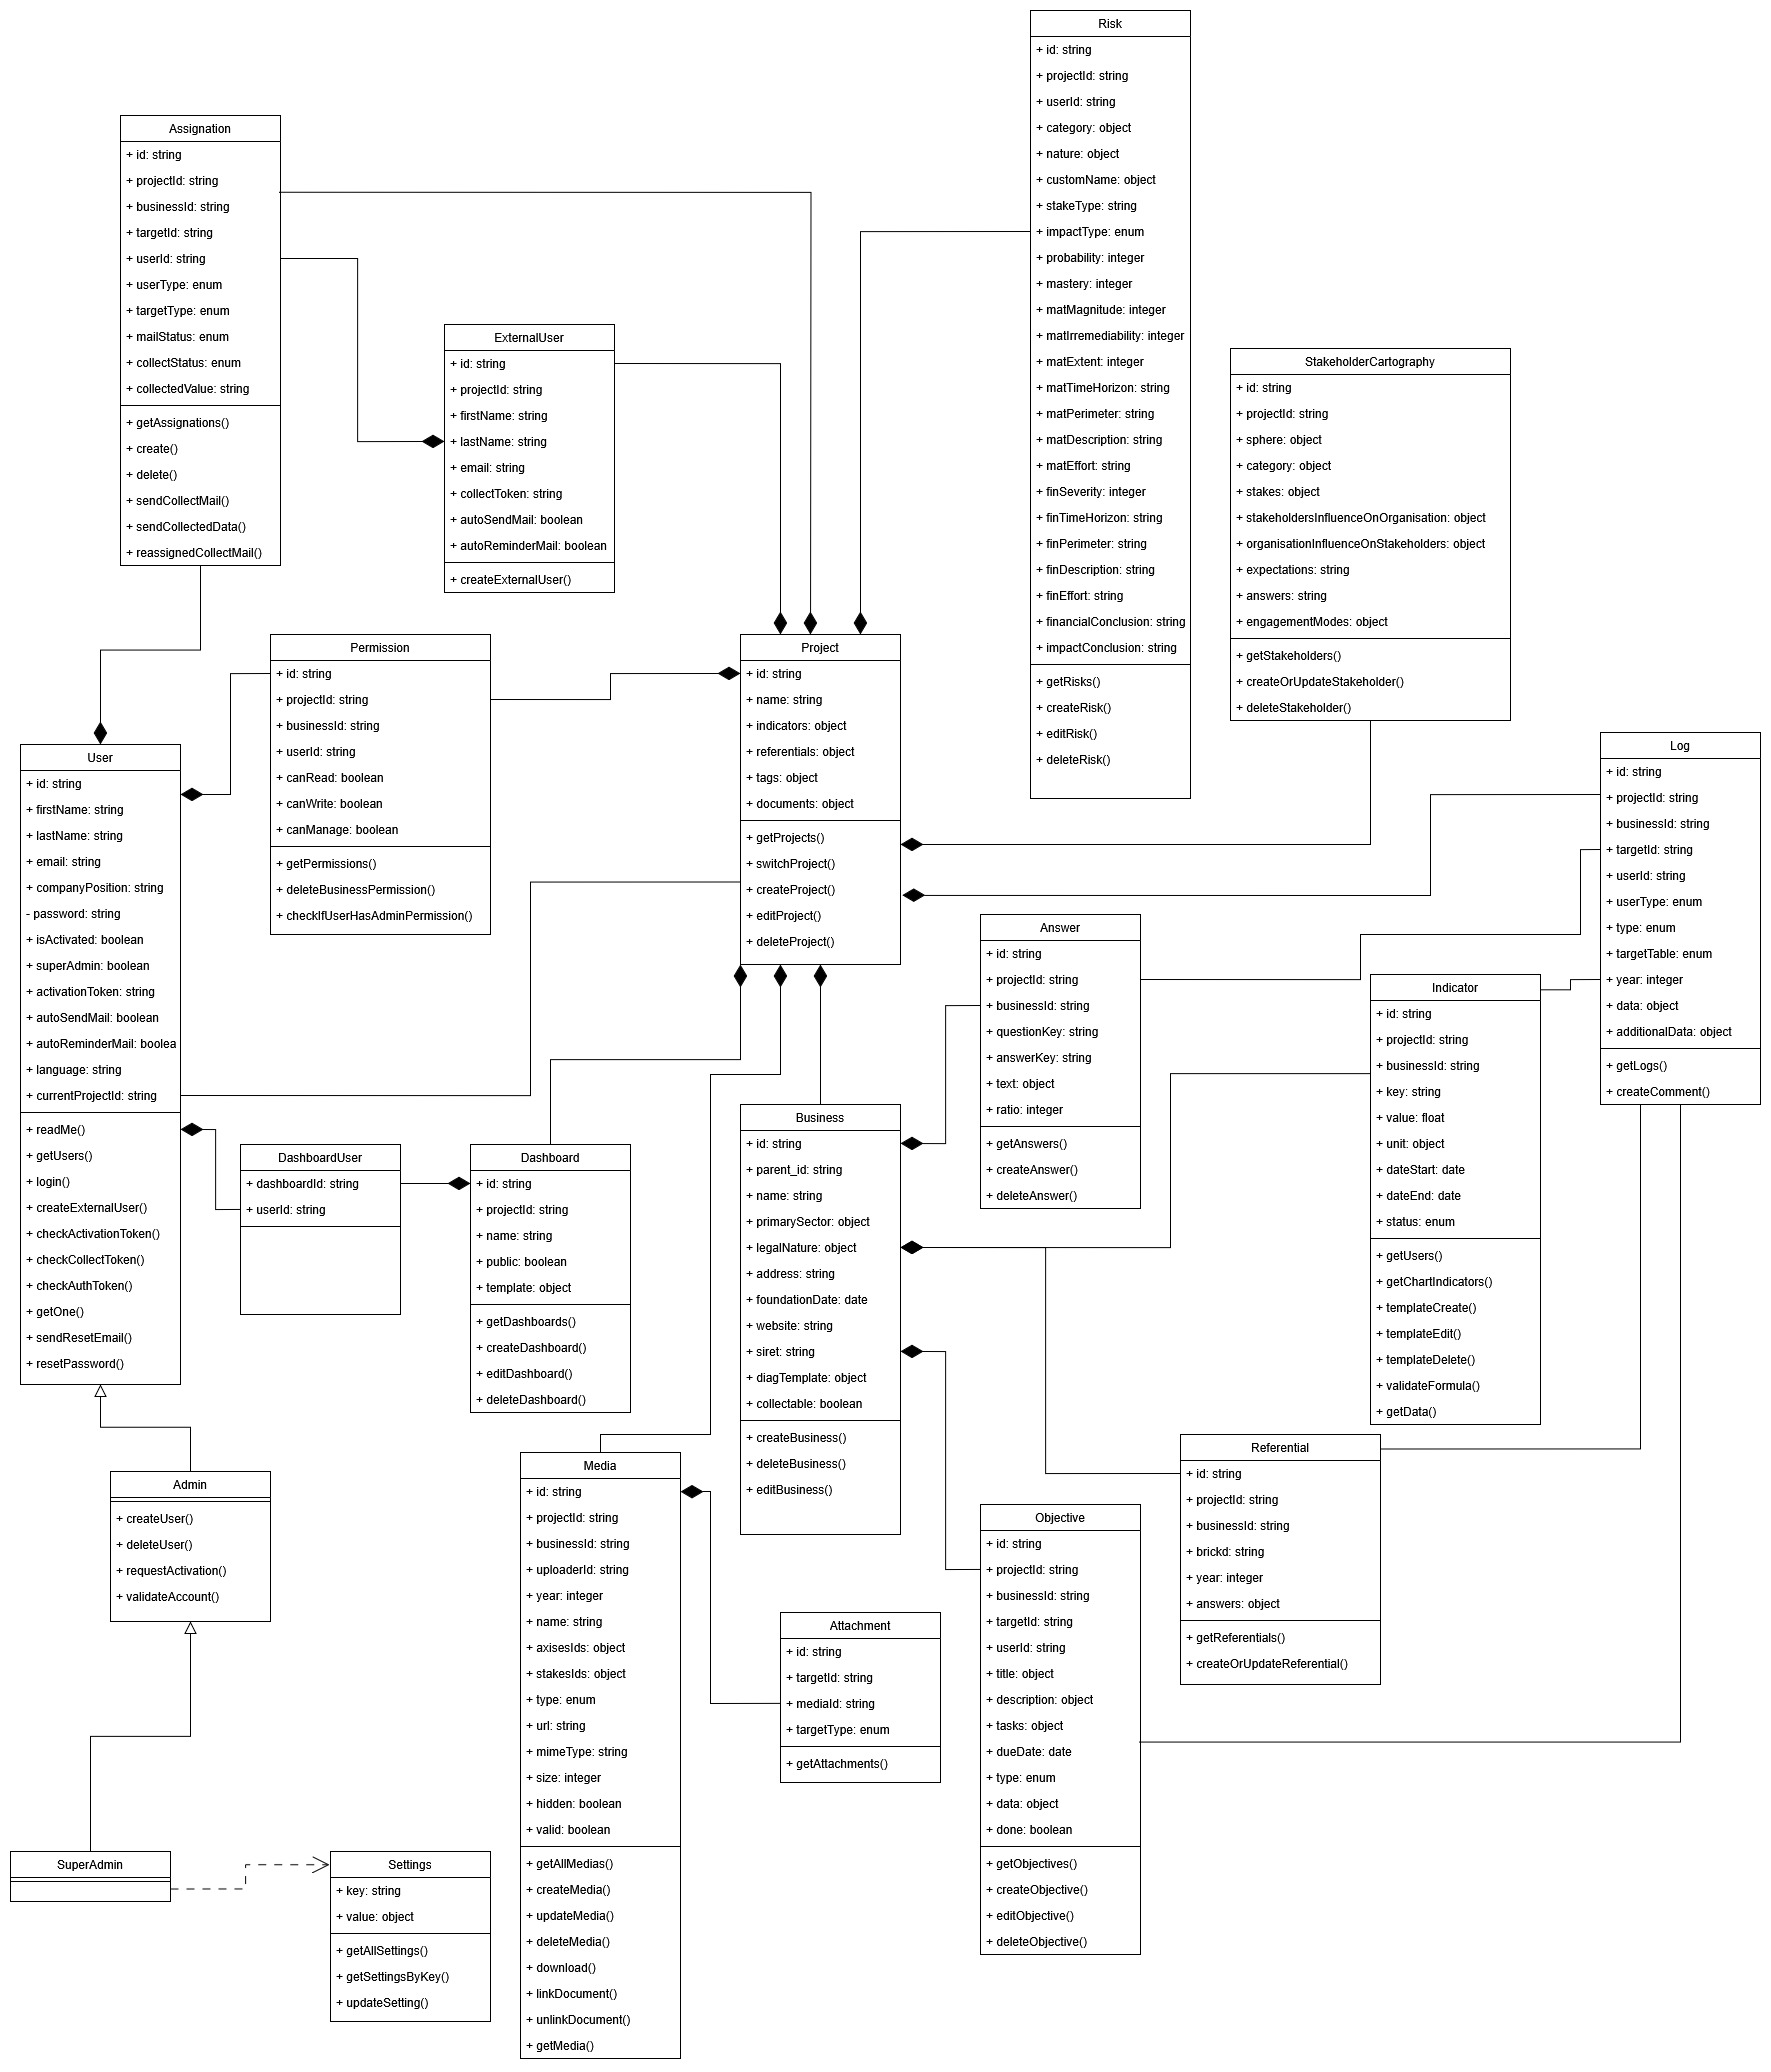 Risk
+ id: string
+ projectId: string
+ userId: string
+ category: object
+ nature: object
+ customName: object
+ stakeType: string
+ impactType: enum
+ probability: integer
+ mastery: integer
+ matMagnitude: integer
+ matIrremediability: integer
+ matExtent: integer
+ matTimeHorizon: string
+ matPerimeter: string
+ matDescription: string
+ matEffort: string
+ finSeverity: integer
+ finTimeHorizon: string
+ finPerimeter: string
+ finDescription: string
+ finEffort: string
+ financialConclusion: string
+ impactConclusion: string
+ getRisks()
+ createRisk()
+ editRisk()
+ deleteRisk()
Assignation
+ id: string
+ projectId: string
+ businessId: string
+ targetId: string
+ userId: string
+ userType: enum
+ targetType: enum
+ mailStatus: enum
+ collectStatus: enum
+ collectedValue: string
+ getAssignations()
+ create()
+ delete()
+ sendCollectMail()
+ sendCollectedData()
+ reassignedCollectMail()
ExternalUser
+ id: string
+ projectId: string
+ firstName: string
+ lastName: string
+ email: string
+ collectToken: string
+ autoSendMail: boolean
+ autoReminderMail: boolean
+ createExternalUser()
StakeholderCartography
+ id: string
+ projectId: string
+ sphere: object
+ category: object
+ stakes: object
+ stakeholdersInfluenceOnOrganisation: object
+ organisationInfluenceOnStakeholders: object
+ expectations: string
+ answers: string
+ engagementModes: object
+ getStakeholders()
+ createOrUpdateStakeholder()
+ deleteStakeholder()
Permission
+ id: string
+ projectId: string
+ businessId: string
+ userId: string
+ canRead: boolean
+ canWrite: boolean
+ canManage: boolean
+ getPermissions()
+ deleteBusinessPermission()
+ checkIfUserHasAdminPermission()
Project
+ id: string
+ name: string
+ indicators: object
+ referentials: object
+ tags: object
+ documents: object
+ getProjects()
+ switchProject()
+ createProject()
+ editProject()
+ deleteProject()
User
+ id: string
+ firstName: string
+ lastName: string
+ email: string
+ companyPosition: string
- password: string
+ isActivated: boolean
+ superAdmin: boolean
+ activationToken: string
+ autoSendMail: boolean
+ autoReminderMail: boolea
+ language: string
+ currentProjectId: string
+ readMe()
+ getUsers()
+ login()
+ createExternalUser()
+ checkActivationToken()
+ checkCollectToken()
+ checkAuthToken()
+ getOne()
+ sendResetEmail()
+ resetPassword()
Log
+ id: string
+ projectId: string
+ businessId: string
+ targetId: string
+ userId: string
+ userType: enum
+ type: enum
+ targetTable: enum
+ year: integer
+ data: object
+ additionalData: object
+ getLogs()
+ createComment()
Answer
+ id: string
+ projectId: string
+ businessId: string
+ questionKey: string
+ answerKey: string
+ text: object
+ ratio: integer
+ getAnswers()
+ createAnswer()
+ deleteAnswer()
Indicator
+ id: string
+ projectId: string
+ businessId: string
+ key: string
+ value: float
+ unit: object
+ dateStart: date
+ dateEnd: date
+ status: enum
+ getUsers()
+ getChartIndicators()
+ templateCreate()
+ templateEdit()
+ templateDelete()
+ validateFormula()
+ getData()
DashboardUser
+ dashboardId: string
+ userId: string
Dashboard
+ id: string
+ projectId: string
+ name: string
+ public: boolean
+ template: object
+ getDashboards()
+ createDashboard()
+ editDashboard()
+ deleteDashboard()
Business
+ id: string
+ parent_id: string
+ name: string
+ primarySector: object
+ legalNature: object
+ address: string
+ foundationDate: date
+ website: string
+ siret: string
+ diagTemplate: object
+ collectable: boolean
+ createBusiness()
+ deleteBusiness()
+ editBusiness()
Referential
+ id: string
+ projectId: string
+ businessId: string
+ brickd: string
+ year: integer
+ answers: object
+ getReferentials()
+ createOrUpdateReferential()
Admin
+ createUser()
+ deleteUser()
+ requestActivation()
+ validateAccount()
Media
+ id: string
+ projectId: string
+ businessId: string
+ uploaderId: string
+ year: integer
+ name: string
+ axisesIds: object
+ stakesIds: object
+ type: enum
+ url: string
+ mimeType: string
+ size: integer
+ hidden: boolean
+ valid: boolean
+ getAllMedias()
+ createMedia()
+ updateMedia()
+ deleteMedia()
+ download()
+ linkDocument()
+ unlinkDocument()
+ getMedia()
Objective
+ id: string
+ projectId: string
+ businessId: string
+ targetId: string
+ userId: string
+ title: object
+ description: object
+ tasks: object
+ dueDate: date
+ type: enum
+ data: object
+ done: boolean
+ getObjectives()
+ createObjective()
+ editObjective()
+ deleteObjective()
Attachment
+ id: string
+ targetId: string
+ mediaId: string
+ targetType: enum
+ getAttachments()
SuperAdmin
Settings
+ key: string
+ value: object
+ getAllSettings()
+ getSettingsByKey()
+ updateSetting()